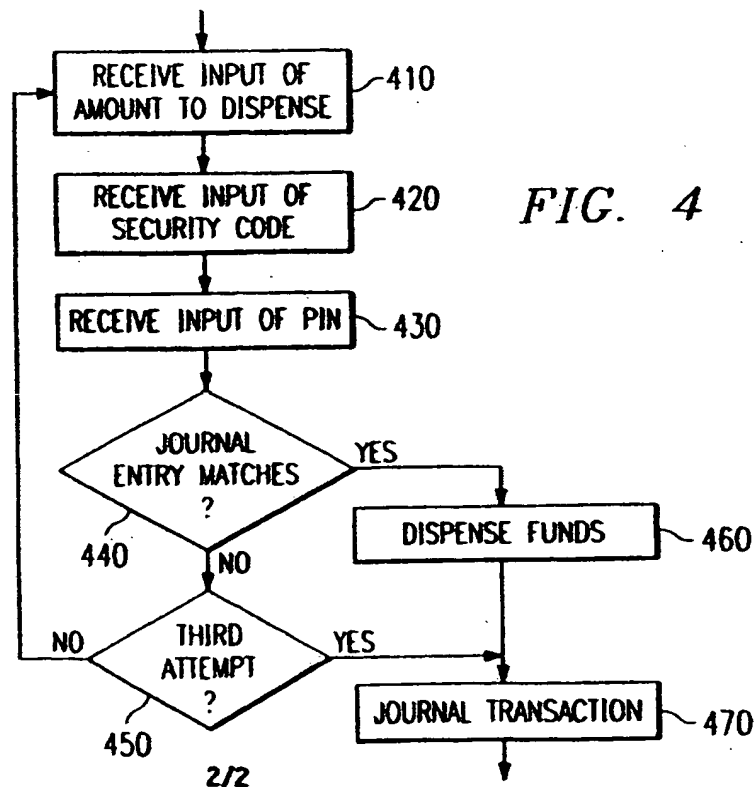 RECEIVE INPUT OF
AMOUNT TO DISPENSE
410
RECEIVE INPUT OF
SECURITY CODE
420
FIG. 4
RECEIVE INPUT OF PIN
430
JOURNAL
ENTRY MATCHES
?
YES
440
NO
DISPENSE FUNDS
460
NO
THIRD
ATTEMPT
?
YES
450
JOURNAL TRANSACTION
470
2/2